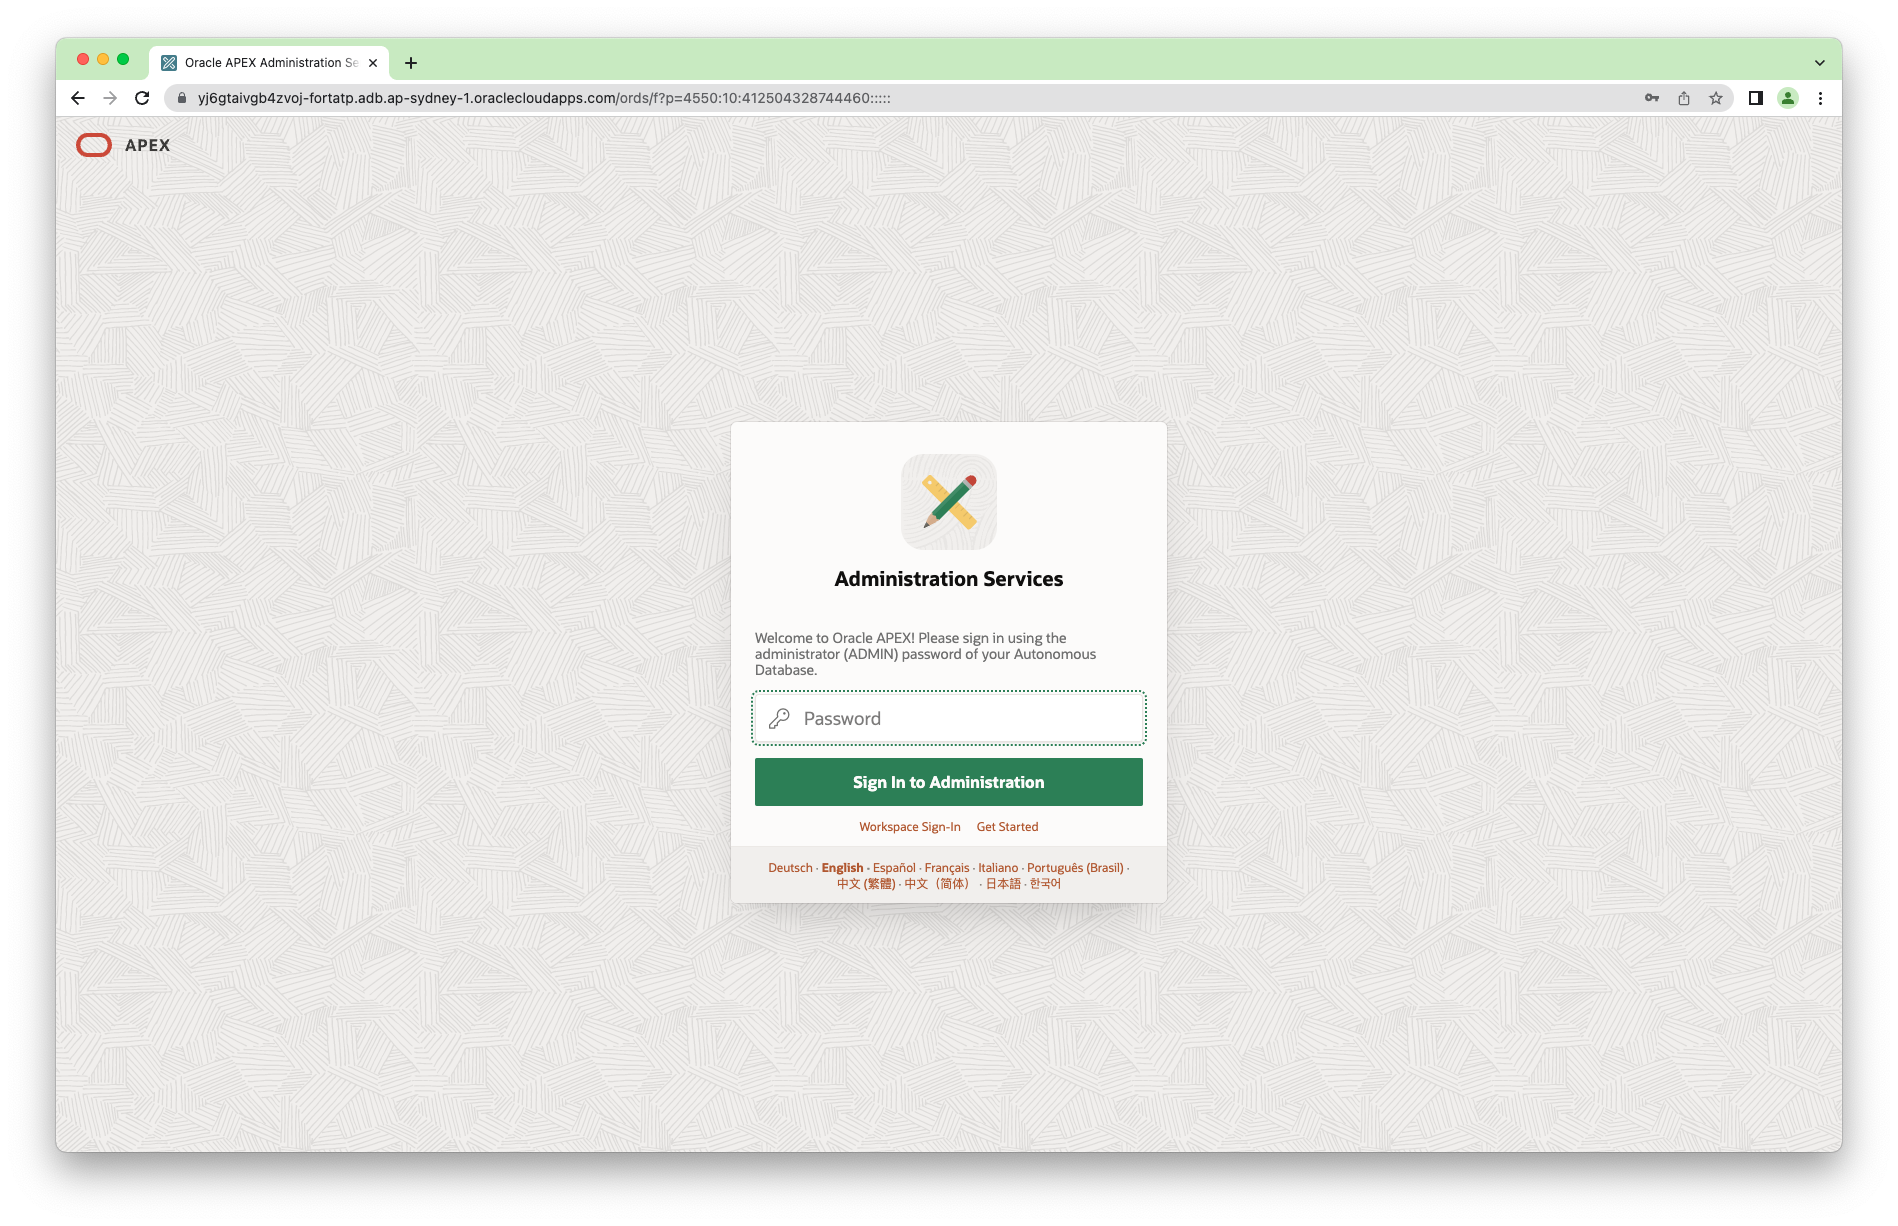 Oracle APEX Administration Se
yj6gtaivgb4zvoj-fortatp.adb.ap-sydney-1.oraclecloudapps.com/ords/f?p=4550:10:412504328744460:::::
APEX
Administration Services
Welcome to Oracle APEX! Please sign in using the
administrator (ADMIN) password of your Autonomous
Database.
Password
Sign In to Administration
Workspace Sign-In Get Started
Deutsch · English · Español · Français · Italiano · Português (Brasil) ·
中文 (繁體) · 中文（简体） · 日本語 · 한국어